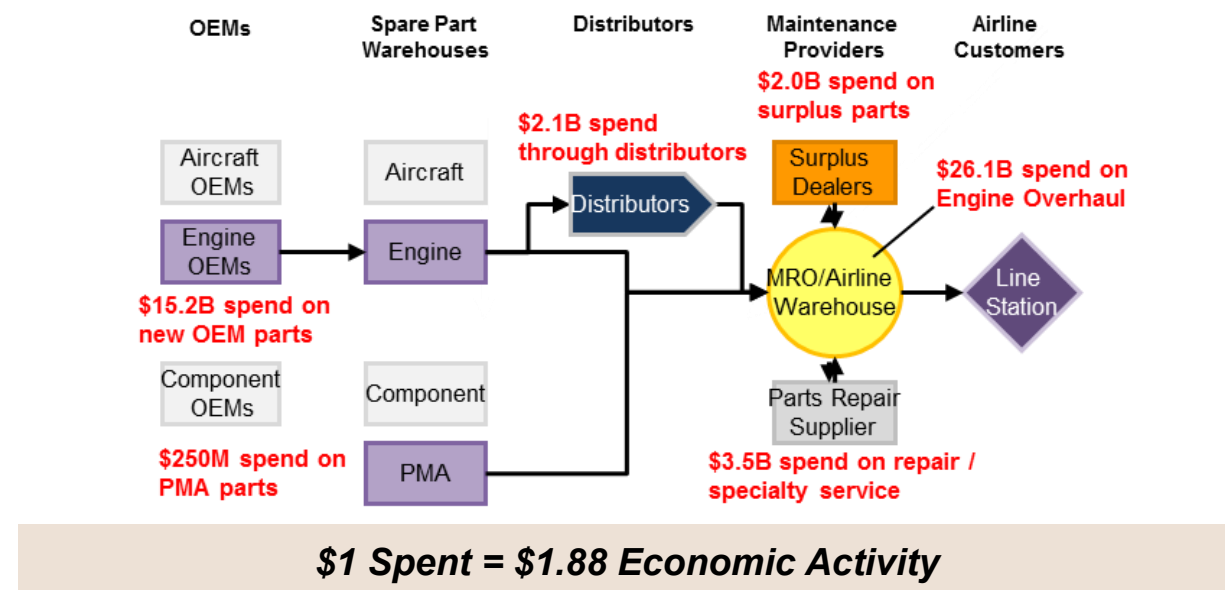 OEMs
Spare Part
Warehouses
Distributors
Maintenance
Providers
Airline
Customers
$2.0B spend on
surplus parts
$2.1B spend
through distributors
Aircraft
OEMs
Aircraft
Surplus
Dealers
$26.1B spend on
Engine Overhaul
Distributors
Engine
OEMs
Engine
MRO/Airline
Warehouse
Line
Station
$15.2B spend on
new OEM parts
Component
OEMs
Component
Parts Repair
Supplier
$250M spend on
PMA parts
PMA
$3.5B spend on repair /
specialty service
$1 Spent = $1.88 Economic Activity